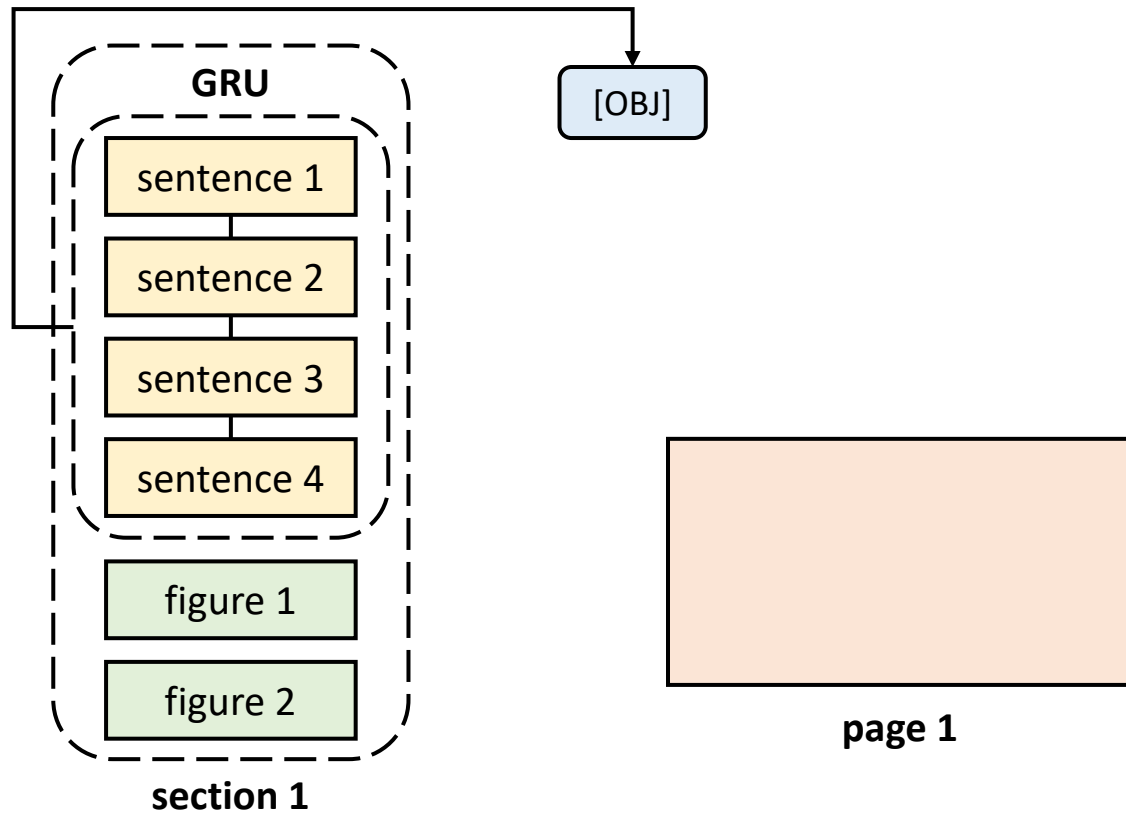 GRU
sentence 1
sentence 2
sentence 3
sentence 4
figure 1
figure 2
section 1
[OBJ]
page 1